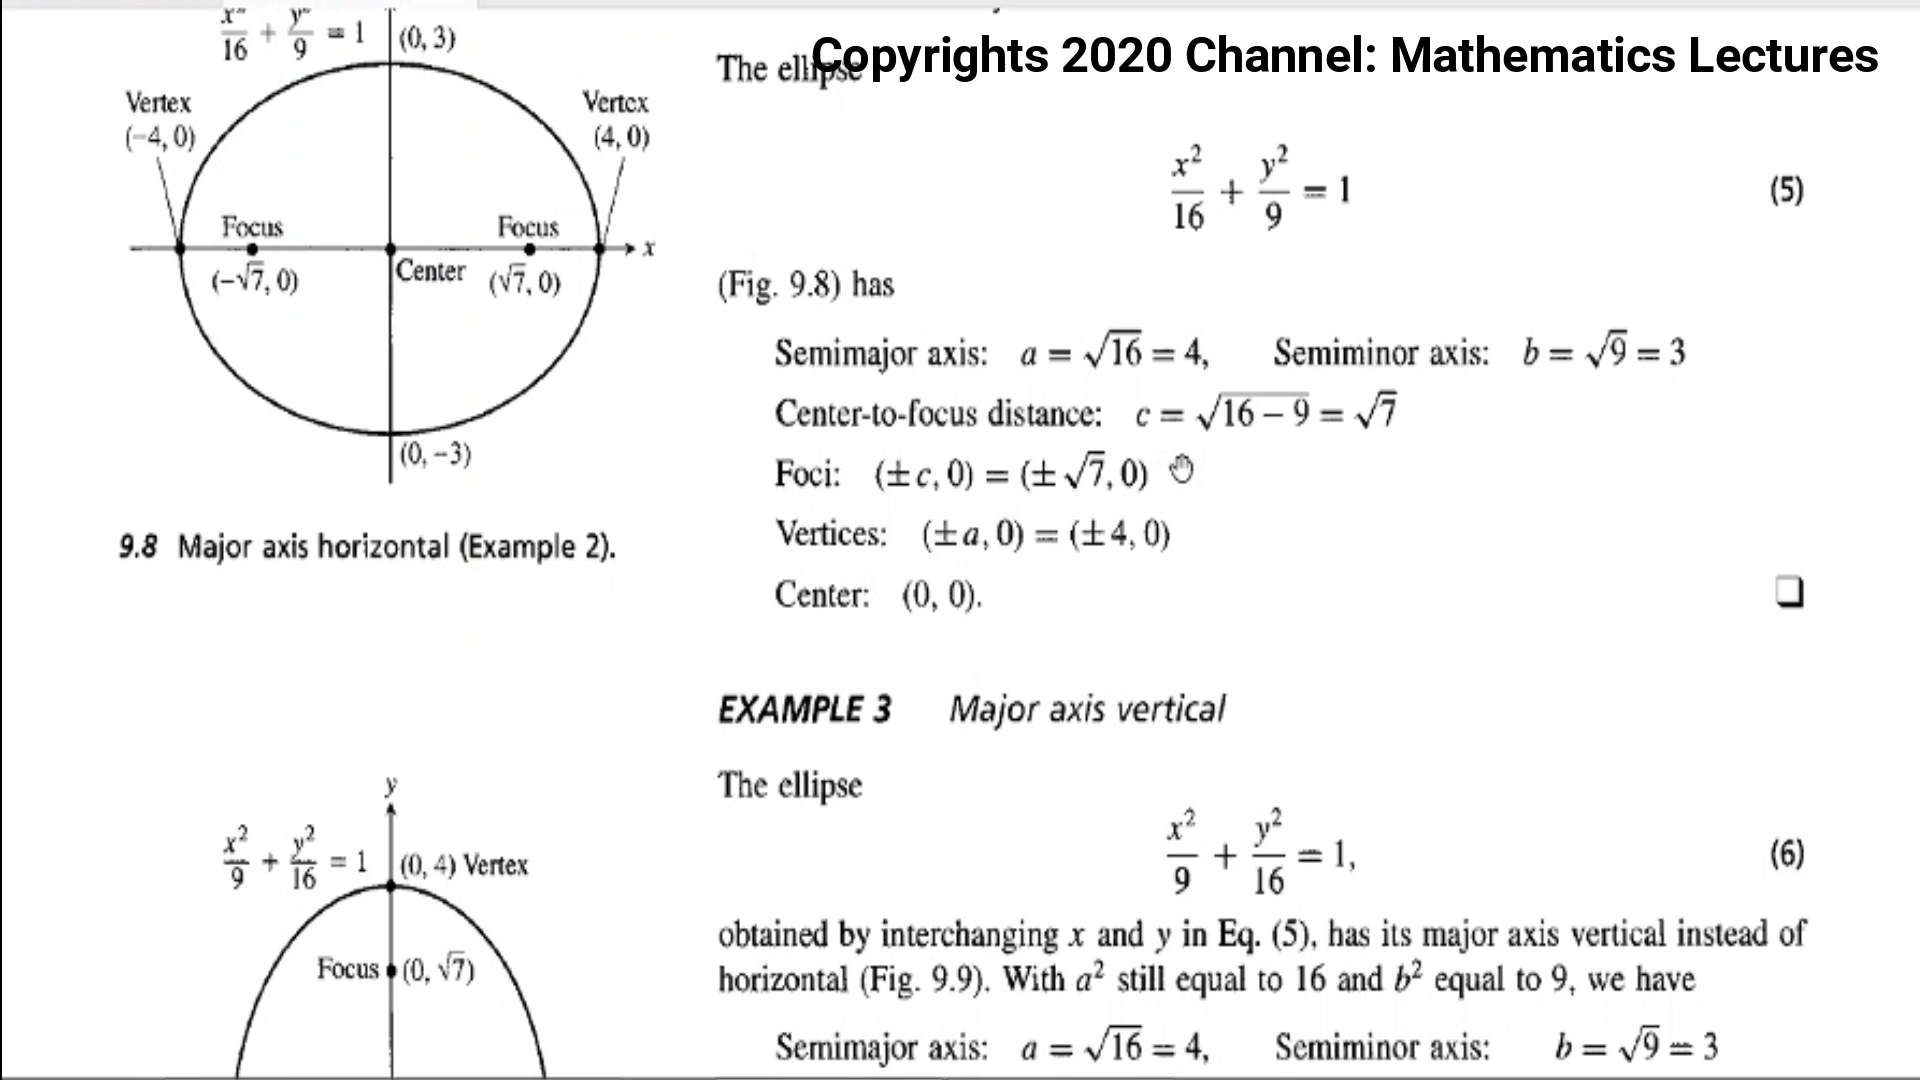 Copyrights 2020 Channel: Mathematics Lectures
x²/16 + y²/9 = 1
(0, 3)
Vertex
(−4, 0)
Vertex
(4, 0)
Focus
Focus
x
(−√7, 0)
Center
(√7, 0)
(0, −3)
9.8 Major axis horizontal (Example 2).
The ellipse
x²/16 + y²/9 = 1 (5)
(Fig. 9.8) has
Semimajor axis: a = √16 = 4, Semiminor axis: b = √9 = 3
Center-to-focus distance: c = √16 − 9 = √7
Foci: (±c, 0) = (±√7, 0)
Vertices: (±a, 0) = (±4, 0)
Center: (0, 0).
EXAMPLE 3 Major axis vertical
The ellipse
x²/9 + y²/16 = 1, (6)
obtained by interchanging x and y in Eq. (5), has its major axis vertical instead of
horizontal (Fig. 9.9). With a² still equal to 16 and b² equal to 9, we have
Semimajor axis: a = √16 = 4, Semiminor axis: b = √9 = 3
y
x²/9 + y²/16 = 1
(0, 4) Vertex
Focus (0, √7)